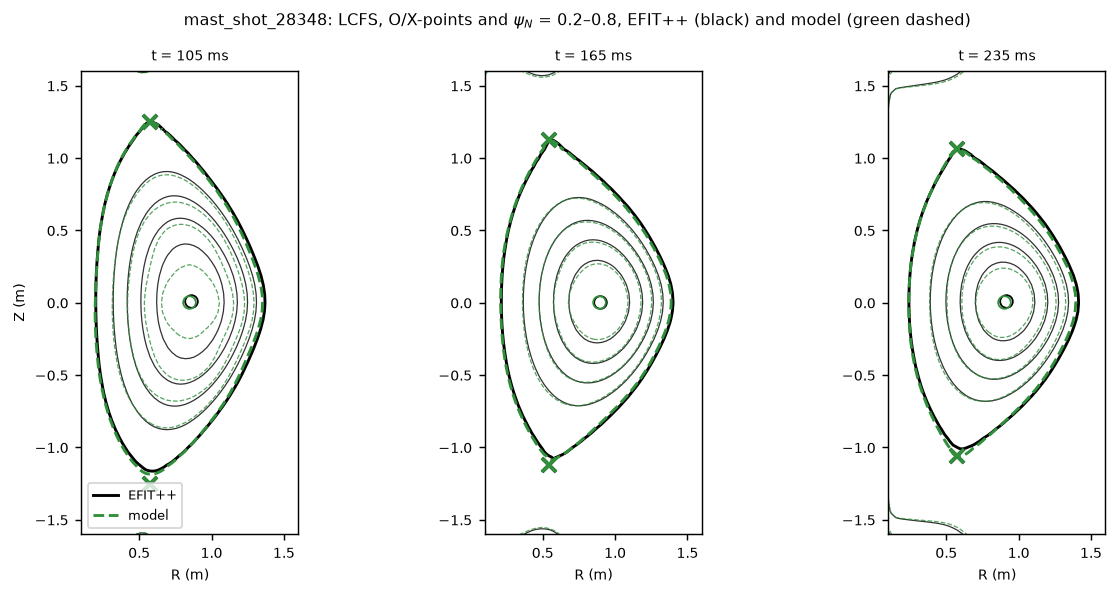 mast_shot_28348: LCFS, O/X-points and ψN = 0.2–0.8, EFIT++ (black) and model (green dashed)
t = 105 ms
t = 165 ms
t = 235 ms
Z (m)
1.5
1.0
0.5
0.0
−0.5
−1.0
−1.5
0.5 1.0 1.5
R (m)
EFIT++
model
1.5
1.0
0.5
0.0
−0.5
−1.0
−1.5
0.5 1.0 1.5
R (m)
1.5
1.0
0.5
0.0
−0.5
−1.0
−1.5
0.5 1.0 1.5
R (m)